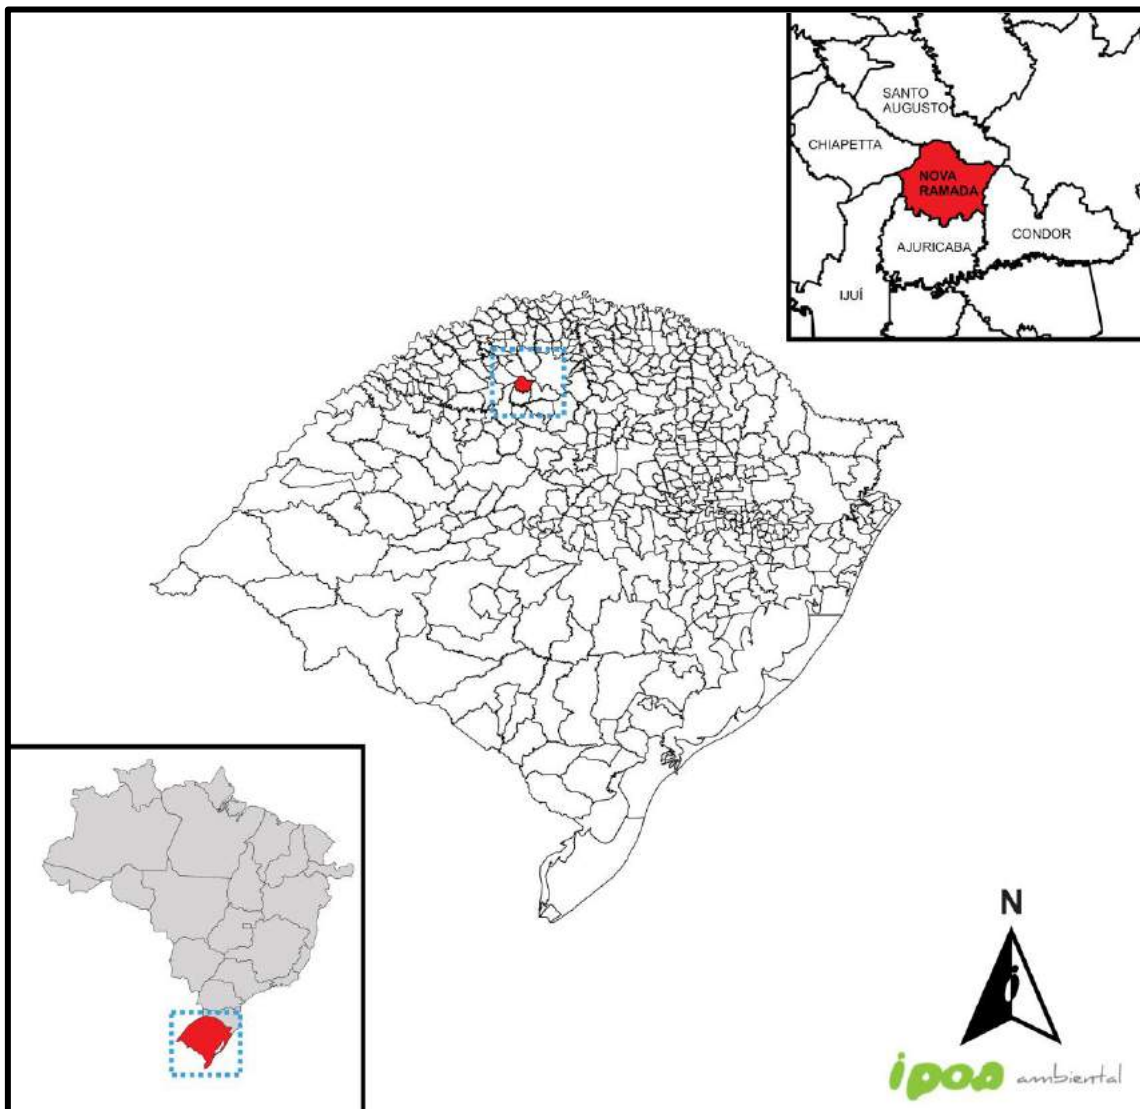 SANTO
AUGUSTO
CHIAPETTA
NOVA
RAMADA
AJURICABA
CONDOR
IJUÍ
N
ipoa ambiental